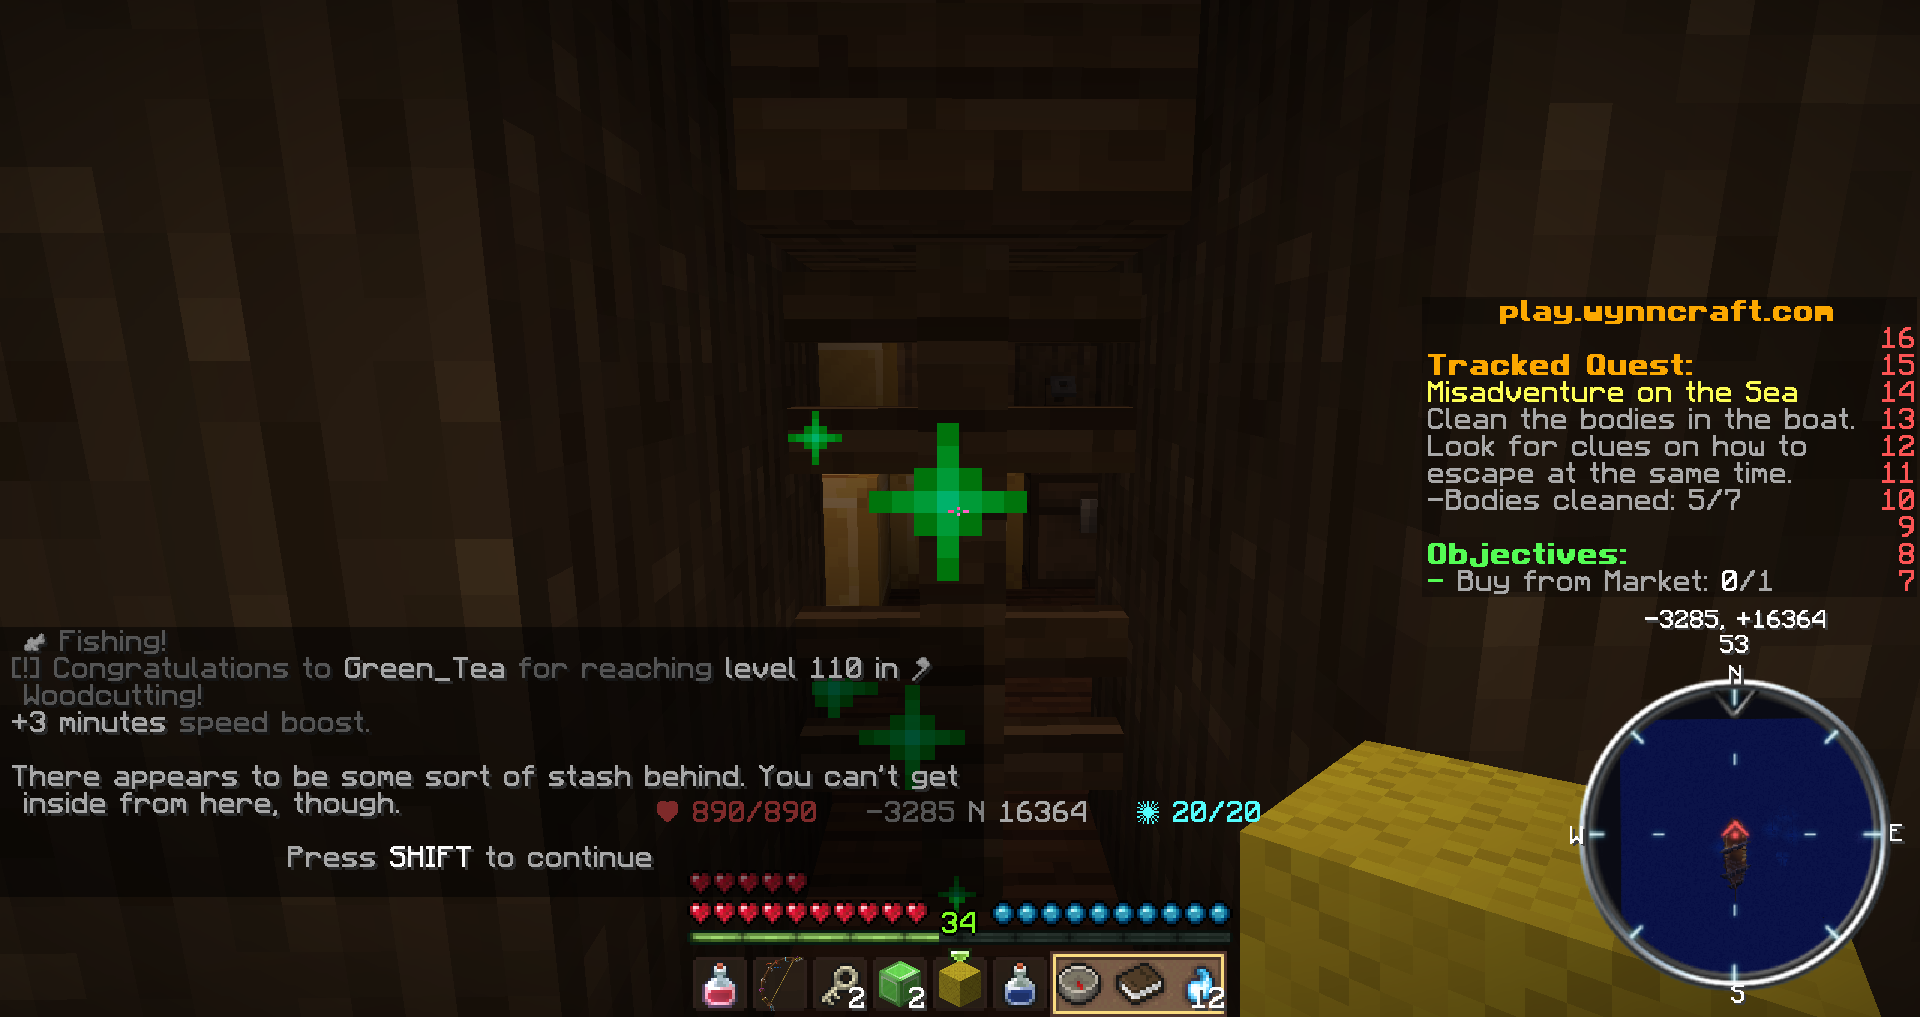 play.wynncraft.com
16
Tracked Quest: 15
Misadventure on the Sea 14
Clean the bodies in the boat. 13
Look for clues on how to 12
escape at the same time. 11
-Bodies cleaned: 5/7 10
9
Objectives: 8
- Buy from Market: 0/1 7
-3285, +16364
53
N
W
E
S
Fishing!
[!] Congratulations to Green_Tea for reaching level 110 in
Woodcutting!
+3 minutes speed boost.
There appears to be some sort of stash behind. You can't get
inside from here, though.
Press SHIFT to continue
890/890 -3285 N 16364 20/20
34
2 2 12